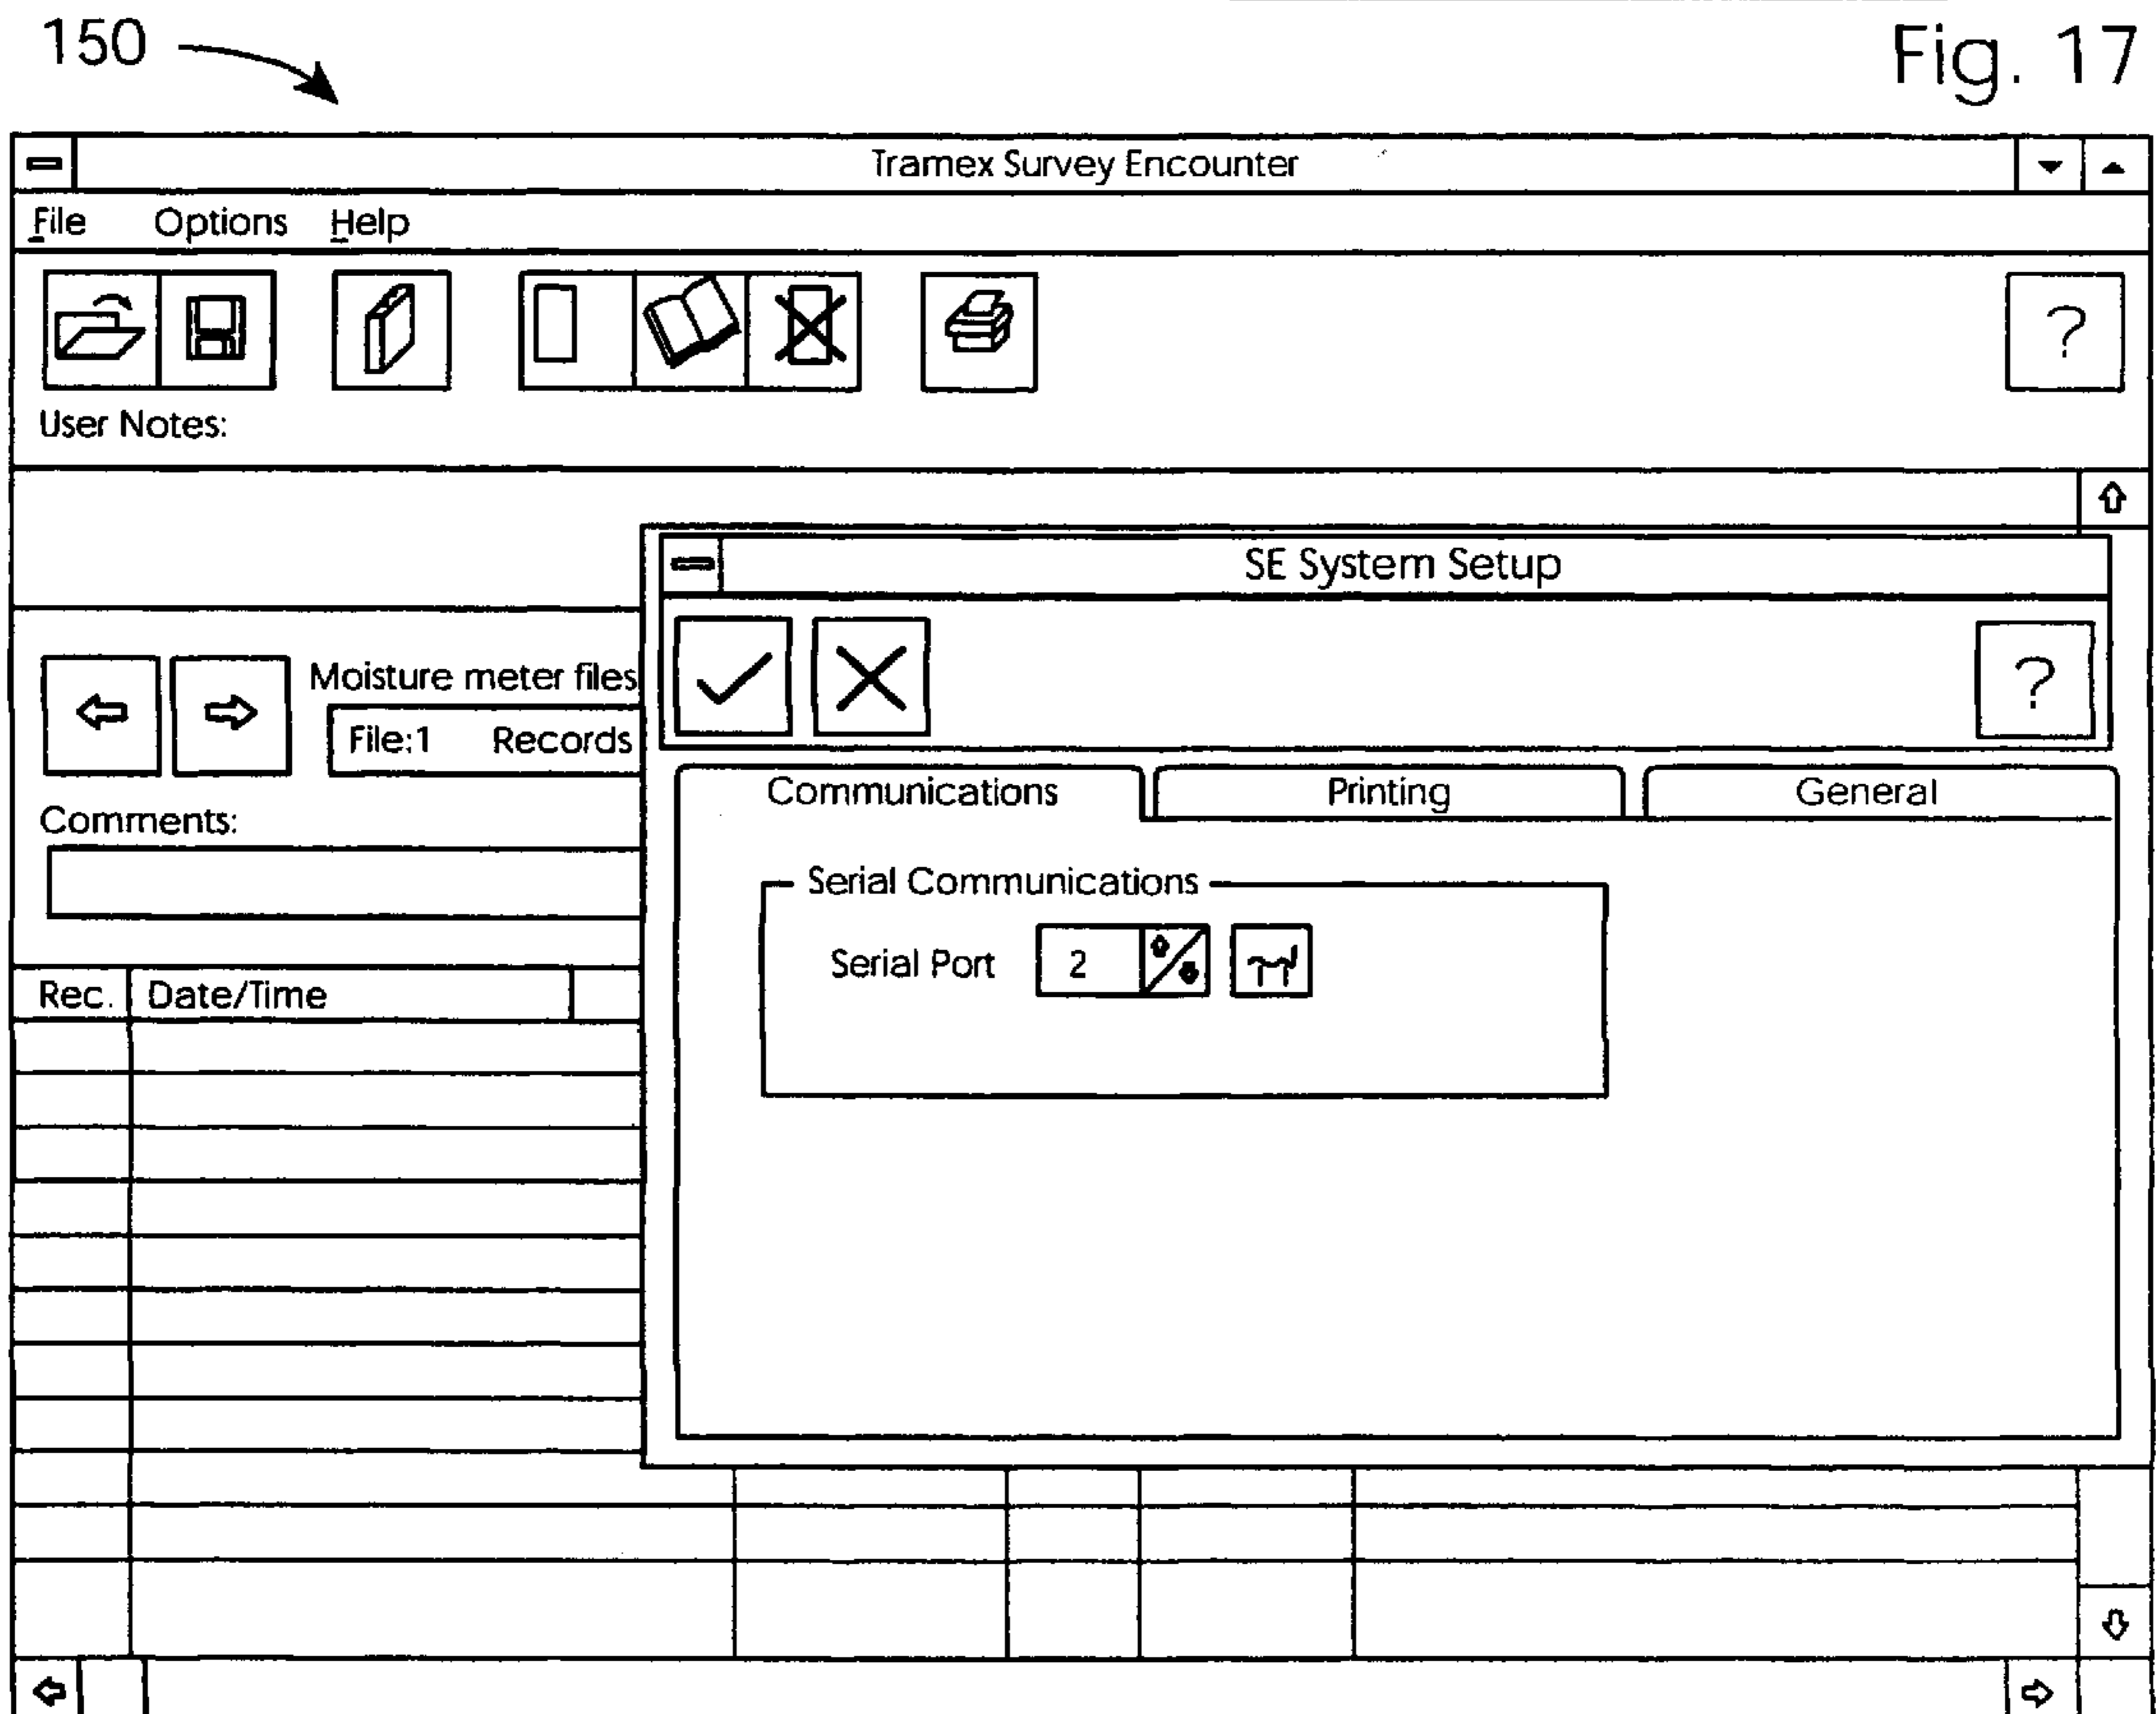 150
Fig. 17
Tramex Survey Encounter
File Options Help
?
User Notes:
SE System Setup
?
Moisture meter files
File:1 Records
Communications Printing General
Comments:
Serial Communications
Serial Port 2
Rec. Date/Time